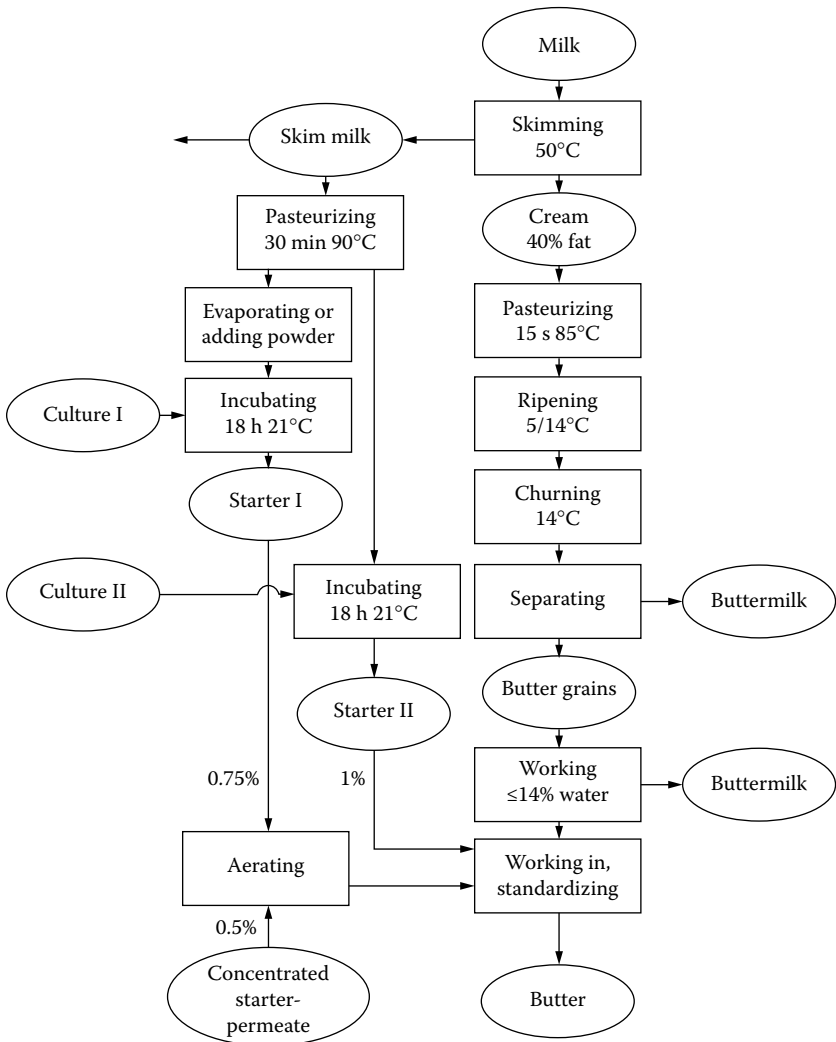 Milk
Skim milk
Skimming
50°C
Pasteurizing
30 min 90°C
Cream
40% fat
Evaporating or
adding powder
Pasteurizing
15 s 85°C
Culture I
Incubating
18 h 21°C
Ripening
5/14°C
Starter I
Churning
14°C
Culture II
Incubating
18 h 21°C
Separating
Buttermilk
Starter II
Butter grains
0.75%
1%
Working
≤14% water
Buttermilk
Aerating
Working in,
standardizing
0.5%
Concentrated
starter-
permeate
Butter